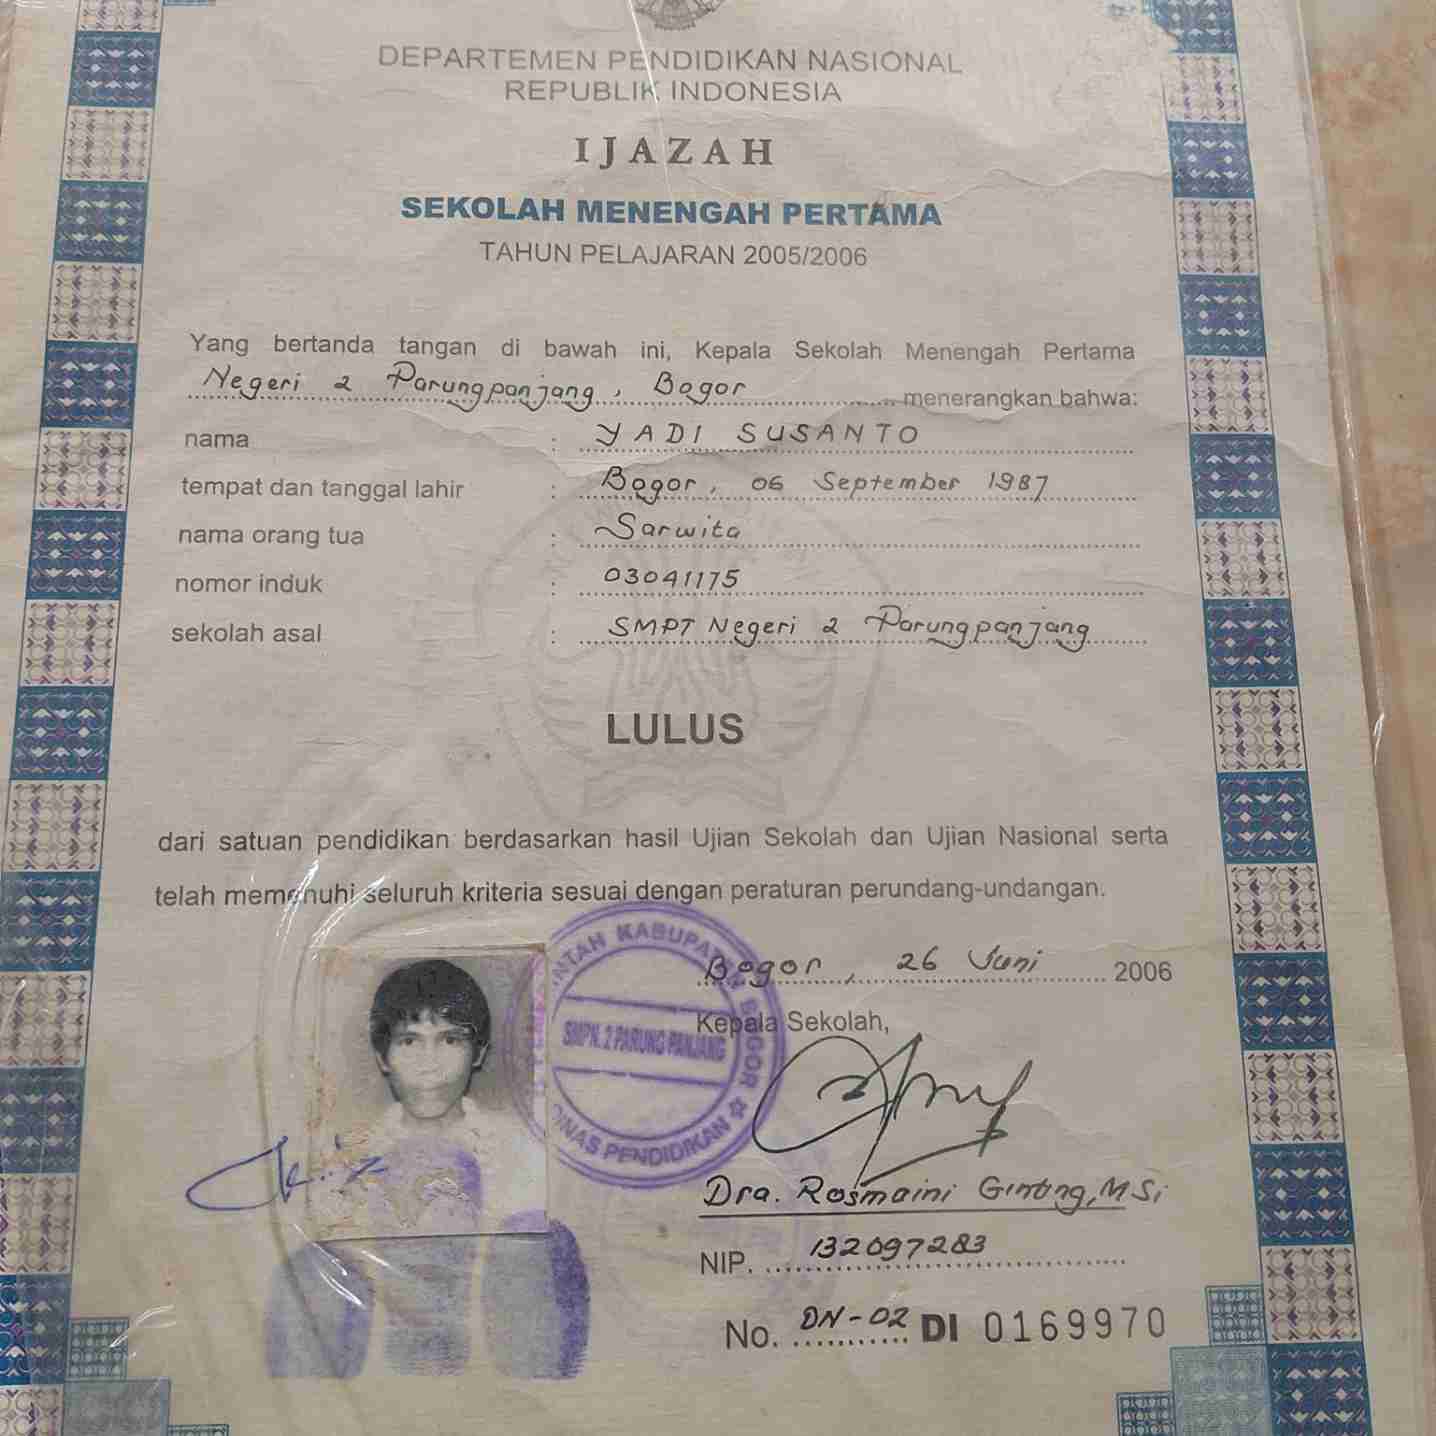 DEPARTEMEN PENDIDIKAN NASIONAL
REPUBLIK INDONESIA
IJAZAH
SEKOLAH MENENGAH PERTAMA
TAHUN PELAJARAN 2005/2006
Yang bertanda tangan di bawah ini, Kepala Sekolah Menengah Pertama
Negeri 2 Parungpanjang, Bogor menerangkan bahwa:
nama : YADI SUSANTO
tempat dan tanggal lahir : Bogor, 06 September 1987
nama orang tua : Sarwita
nomor induk : 03041175
sekolah asal : SMPT Negeri 2 Parungpanjang
LULUS
dari satuan pendidikan berdasarkan hasil Ujian Sekolah dan Ujian Nasional serta
telah memenuhi seluruh kriteria sesuai dengan peraturan perundang-undangan.
Bogor, 26 Juni 2006
Kepala Sekolah,
KABUPATEN BOGOR
SMPN. 2 PARUNG PANJANG
DINAS PENDIDIKAN
Dra. Rosmaini Ginting, MSi
NIP. 132097283
No. DN-02 DI 0169970